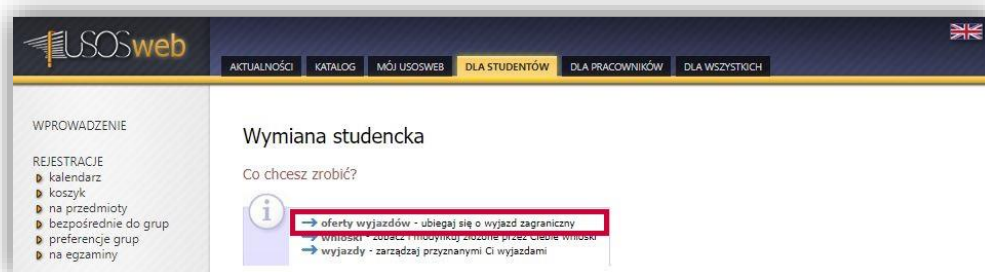 USOSweb
AKTUALNOŚCI KATALOG MÓJ USOSWEB DLA STUDENTÓW DLA PRACOWNIKÓW DLA WSZYSTKICH
WPROWADZENIE
REJESTRACJE
kalendarz
koszyk
na przedmioty
bezpośrednie do grup
preferencje grup
na egzaminy
Wymiana studencka
Co chcesz zrobić?
oferty wyjazdów - ubiegaj się o wyjazd zagraniczny
wnioski - zobacz i modyfikuj złożone przez Ciebie wnioski
wyjazdy - zarządzaj przyznanymi Ci wyjazdami